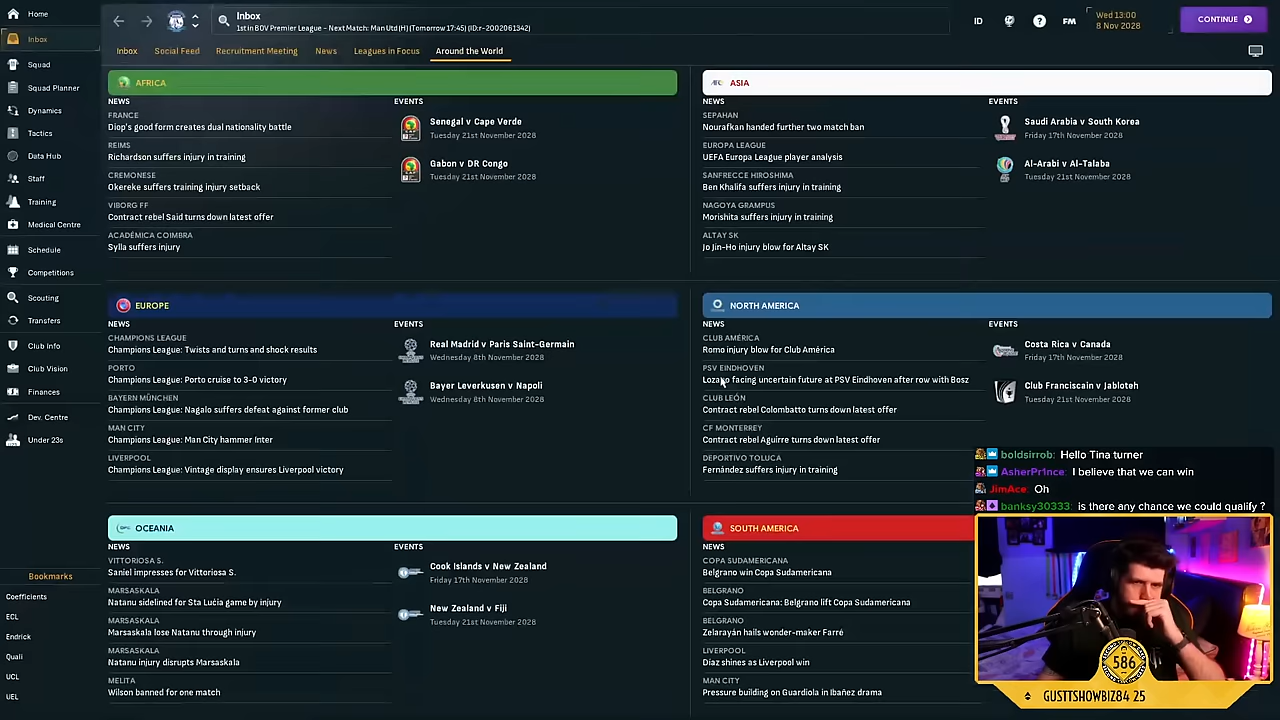 Home
Inbox
Squad
Squad Planner
Dynamics
Tactics
Data Hub
Staff
Training
Medical Centre
Schedule
Competitions
Scouting
Transfers
Club Info
Club Vision
Finances
Dev. Centre
Under 23s
Bookmarks
Coefficients
ECL
Endrick
Quali
UCL
UEL
Inbox
1st in BOV Premier League - Next Match: Man Utd (H) (Tomorrow 17:45) (ID:r-2002061342)
ID
FM
Wed 13:00
8 Nov 2028
CONTINUE
Inbox Social Feed Recruitment Meeting News Leagues in Focus Around the World
AFRICA
NEWS
FRANCE
Diop's good form creates dual nationality battle
REIMS
Richardson suffers injury in training
CREMONESE
Okereke suffers training injury setback
VIBORG FF
Contract rebel Said turns down latest offer
ACADÉMICA COIMBRA
Sylla suffers injury
EVENTS
Senegal v Cape Verde
Tuesday 21st November 2028
Gabon v DR Congo
Tuesday 21st November 2028
ASIA
NEWS
SEPAHAN
Nourafkan handed further two match ban
EUROPA LEAGUE
UEFA Europa League player analysis
SANFRECCE HIROSHIMA
Ben Khalifa suffers injury in training
NAGOYA GRAMPUS
Morishita suffers injury in training
ALTAY SK
Jo Jin-Ho injury blow for Altay SK
EVENTS
Saudi Arabia v South Korea
Friday 17th November 2028
Al-Arabi v Al-Talaba
Tuesday 21st November 2028
EUROPE
NEWS
CHAMPIONS LEAGUE
Champions League: Twists and turns and shock results
PORTO
Champions League: Porto cruise to 3-0 victory
BAYERN MÜNCHEN
Champions League: Nagalo suffers defeat against former club
MAN CITY
Champions League: Man City hammer Inter
LIVERPOOL
Champions League: Vintage display ensures Liverpool victory
EVENTS
Real Madrid v Paris Saint-Germain
Wednesday 8th November 2028
Bayer Leverkusen v Napoli
Wednesday 8th November 2028
NORTH AMERICA
NEWS
CLUB AMÉRICA
Romo injury blow for Club América
PSV EINDHOVEN
Lozano facing uncertain future at PSV Eindhoven after row with Bosz
CLUB LEÓN
Contract rebel Colombatto turns down latest offer
CF MONTERREY
Contract rebel Aguirre turns down latest offer
DEPORTIVO TOLUCA
Fernández suffers injury in training
EVENTS
Costa Rica v Canada
Friday 17th November 2028
Club Franciscain v Jabloteh
Tuesday 21st November 2028
OCEANIA
NEWS
VITTORIOSA S.
Saniel impresses for Vittoriosa S.
MARSASKALA
Natanu sidelined for Sta Luċia game by injury
MARSASKALA
Marsaskala lose Natanu through injury
MARSASKALA
Natanu injury disrupts Marsaskala
MELITA
Wilson banned for one match
EVENTS
Cook Islands v New Zealand
Friday 17th November 2028
New Zealand v Fiji
Tuesday 21st November 2028
SOUTH AMERICA
NEWS
COPA SUDAMERICANA
Belgrano win Copa Sudamericana
BELGRANO
Copa Sudamericana: Belgrano lift Copa Sudamericana
BELGRANO
Zelarayán hails wonder-maker Farré
LIVERPOOL
Díaz shines as Liverpool win
MAN CITY
Pressure building on Guardiola in Ibañez drama
boldsirrob: Hello Tina turner
AsherPr1nce: I believe that we can win
JimAce: Oh
banksy30333: is there any chance we could qualify ?
586
GUSTTSHOWBIZ84 25